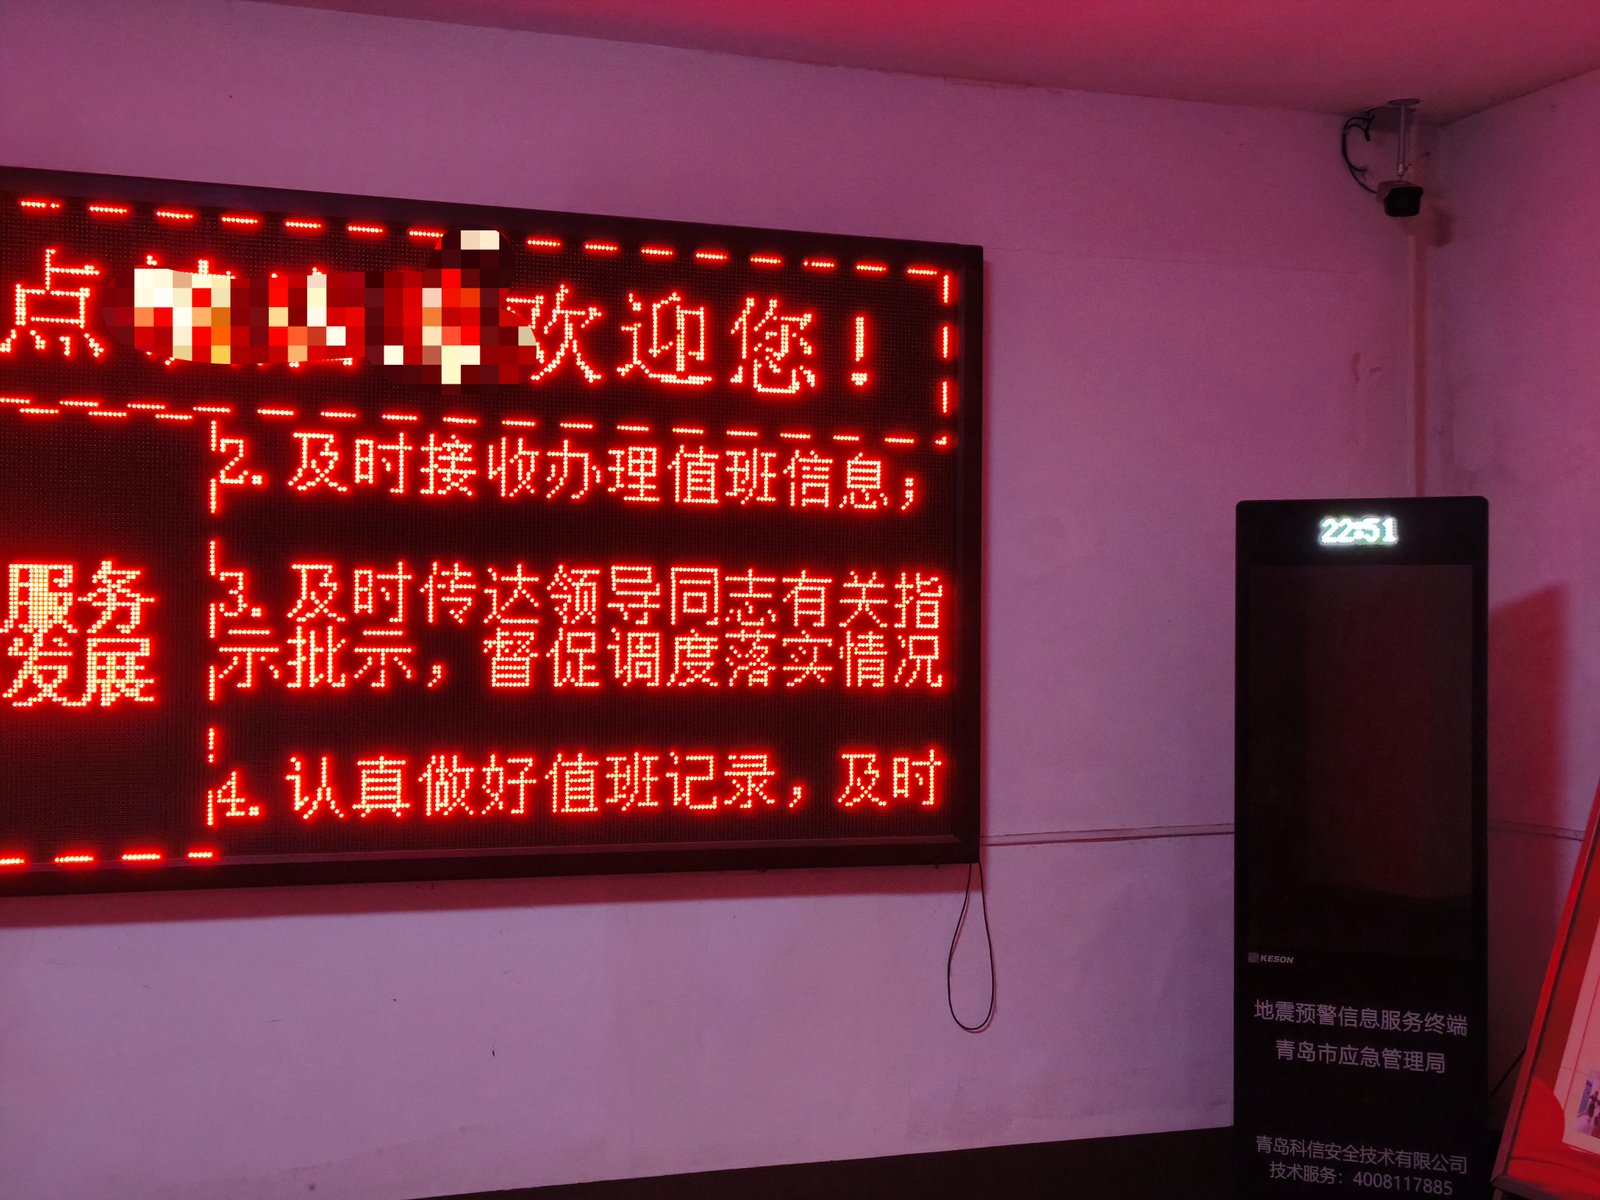 点
欢迎您！
2.及时接收办理值班信息；
服务
发展
3.及时传达领导同志有关指
示批示，督促调度落实情况
4.认真做好值班记录，及时
22:51
KESON
地震预警信息服务终端
青岛市应急管理局
青岛科信安全技术有限公司
技术服务：4008117885